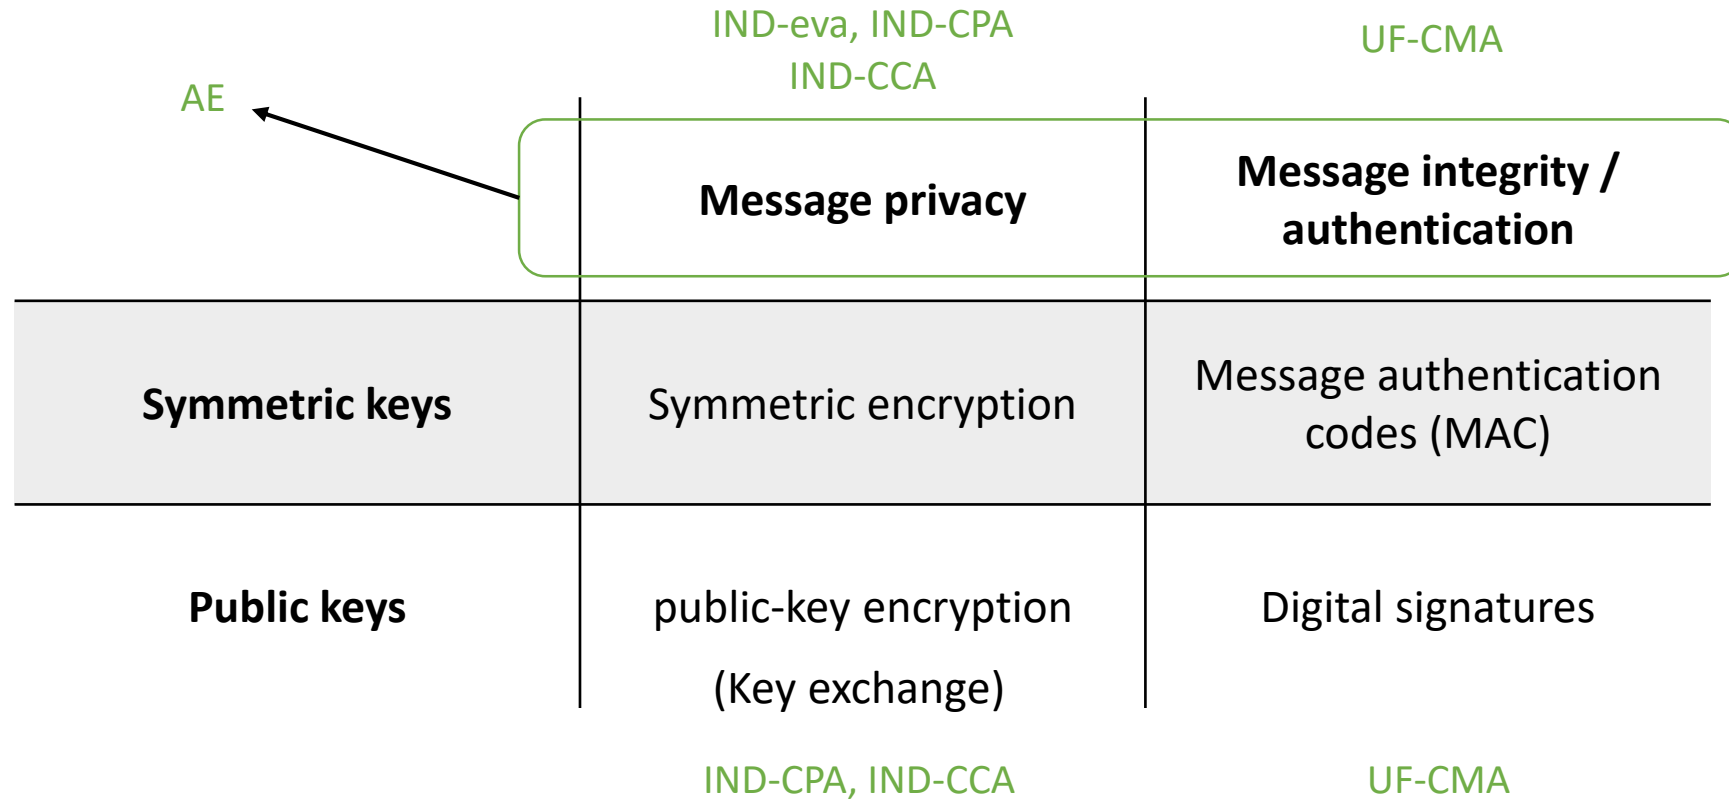 IND-eva, IND-CPA
IND-CCA
UF-CMA
AE
Message privacy
Message integrity /
authentication
Symmetric keys
Symmetric encryption
Message authentication
codes (MAC)
Public keys
public-key encryption
(Key exchange)
Digital signatures
IND-CPA, IND-CCA
UF-CMA